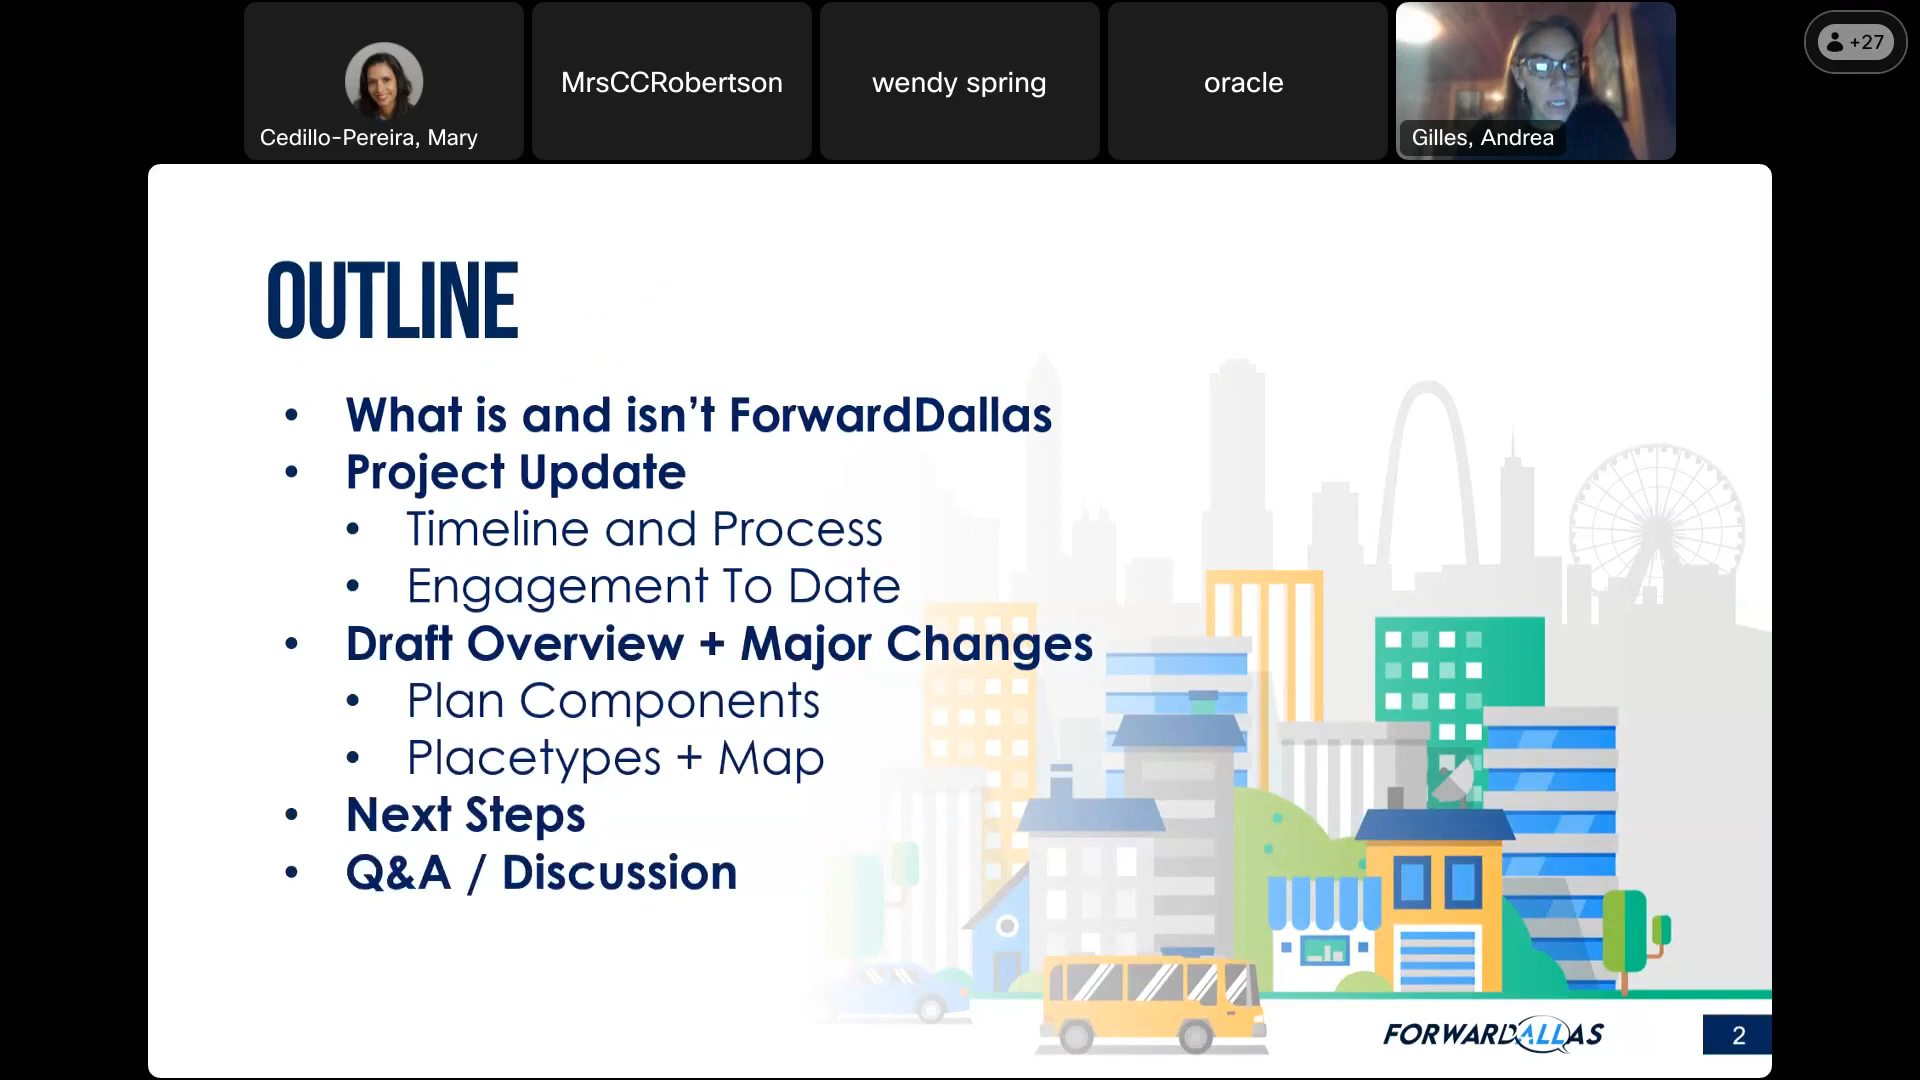 Cedillo-Pereira, Mary
MrsCCRobertson
wendy spring
oracle
Gilles, Andrea
+27
OUTLINE
• What is and isn’t ForwardDallas
• Project Update
• Timeline and Process
• Engagement To Date
• Draft Overview + Major Changes
• Plan Components
• Placetypes + Map
• Next Steps
• Q&A / Discussion
FORWARDALLAS
2